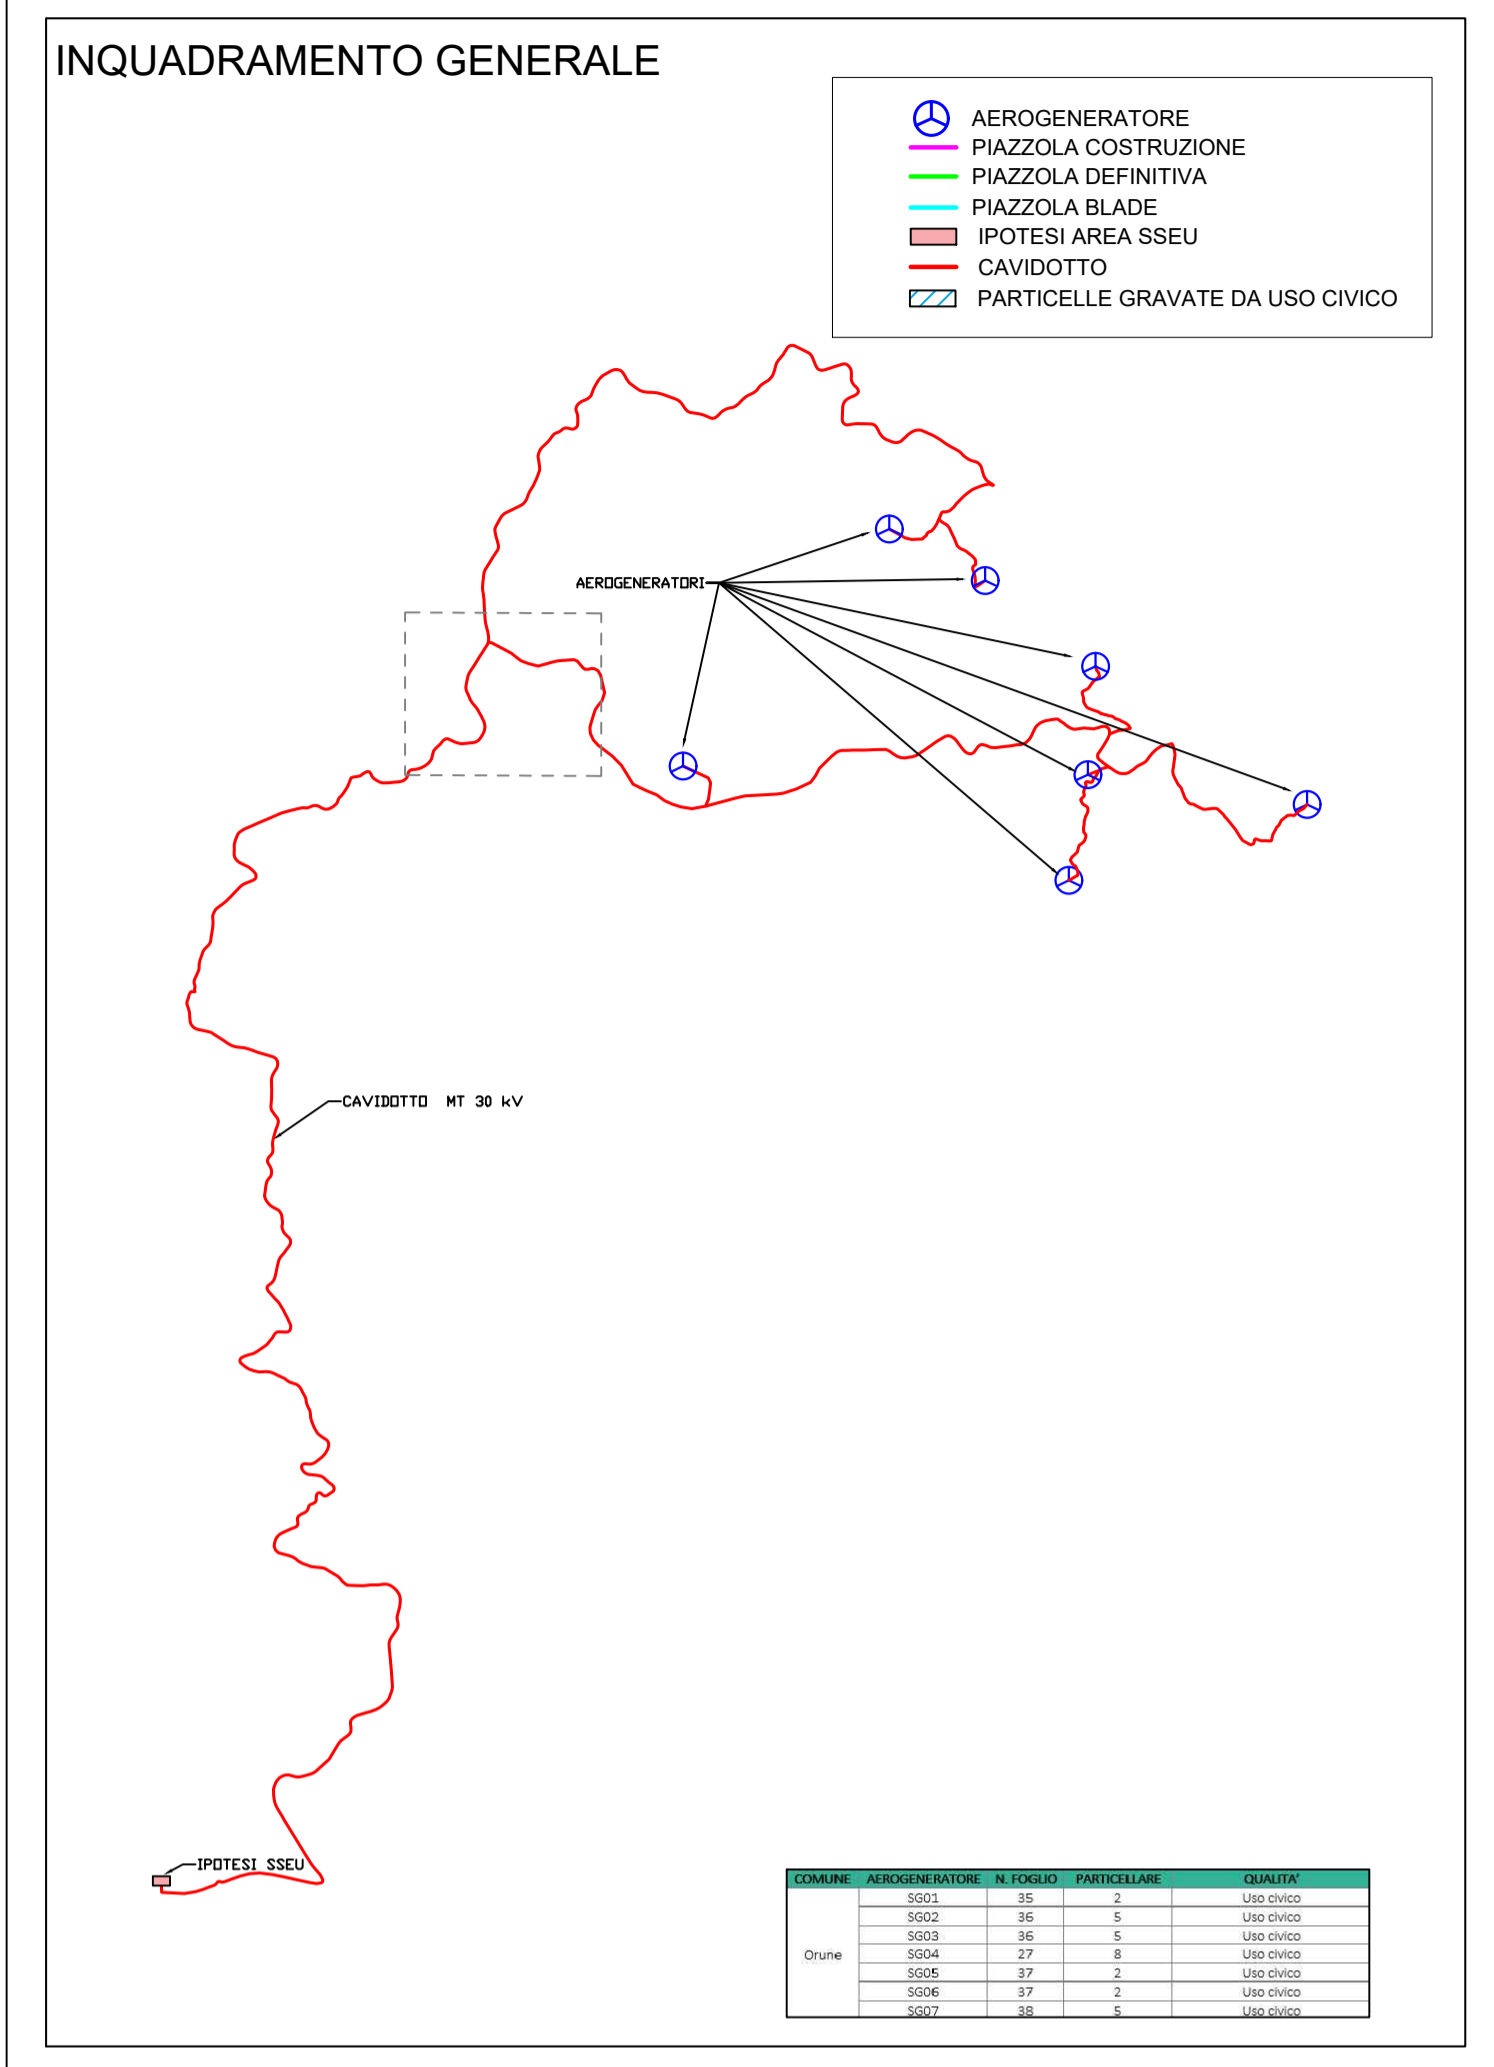 INQUADRAMENTO GENERALE
AEROGENERATORE
PIAZZOLA COSTRUZIONE
PIAZZOLA DEFINITIVA
PIAZZOLA BLADE
IPOTESI AREA SSEU
CAVIDOTTO
PARTICELLE GRAVATE DA USO CIVICO
AEROGENERATORI
CAVIDOTTO MT 30 kV
IPOTESI SSEU
COMUNE AEROGENERATORE N. FOGLIO PARTICELLARE QUALITA'
SG01 35 2 Uso civico
SG02 36 5 Uso civico
SG03 36 5 Uso civico
Orune SG04 27 8 Uso civico
SG05 37 2 Uso civico
SG06 37 2 Uso civico
SG07 38 5 Uso civico